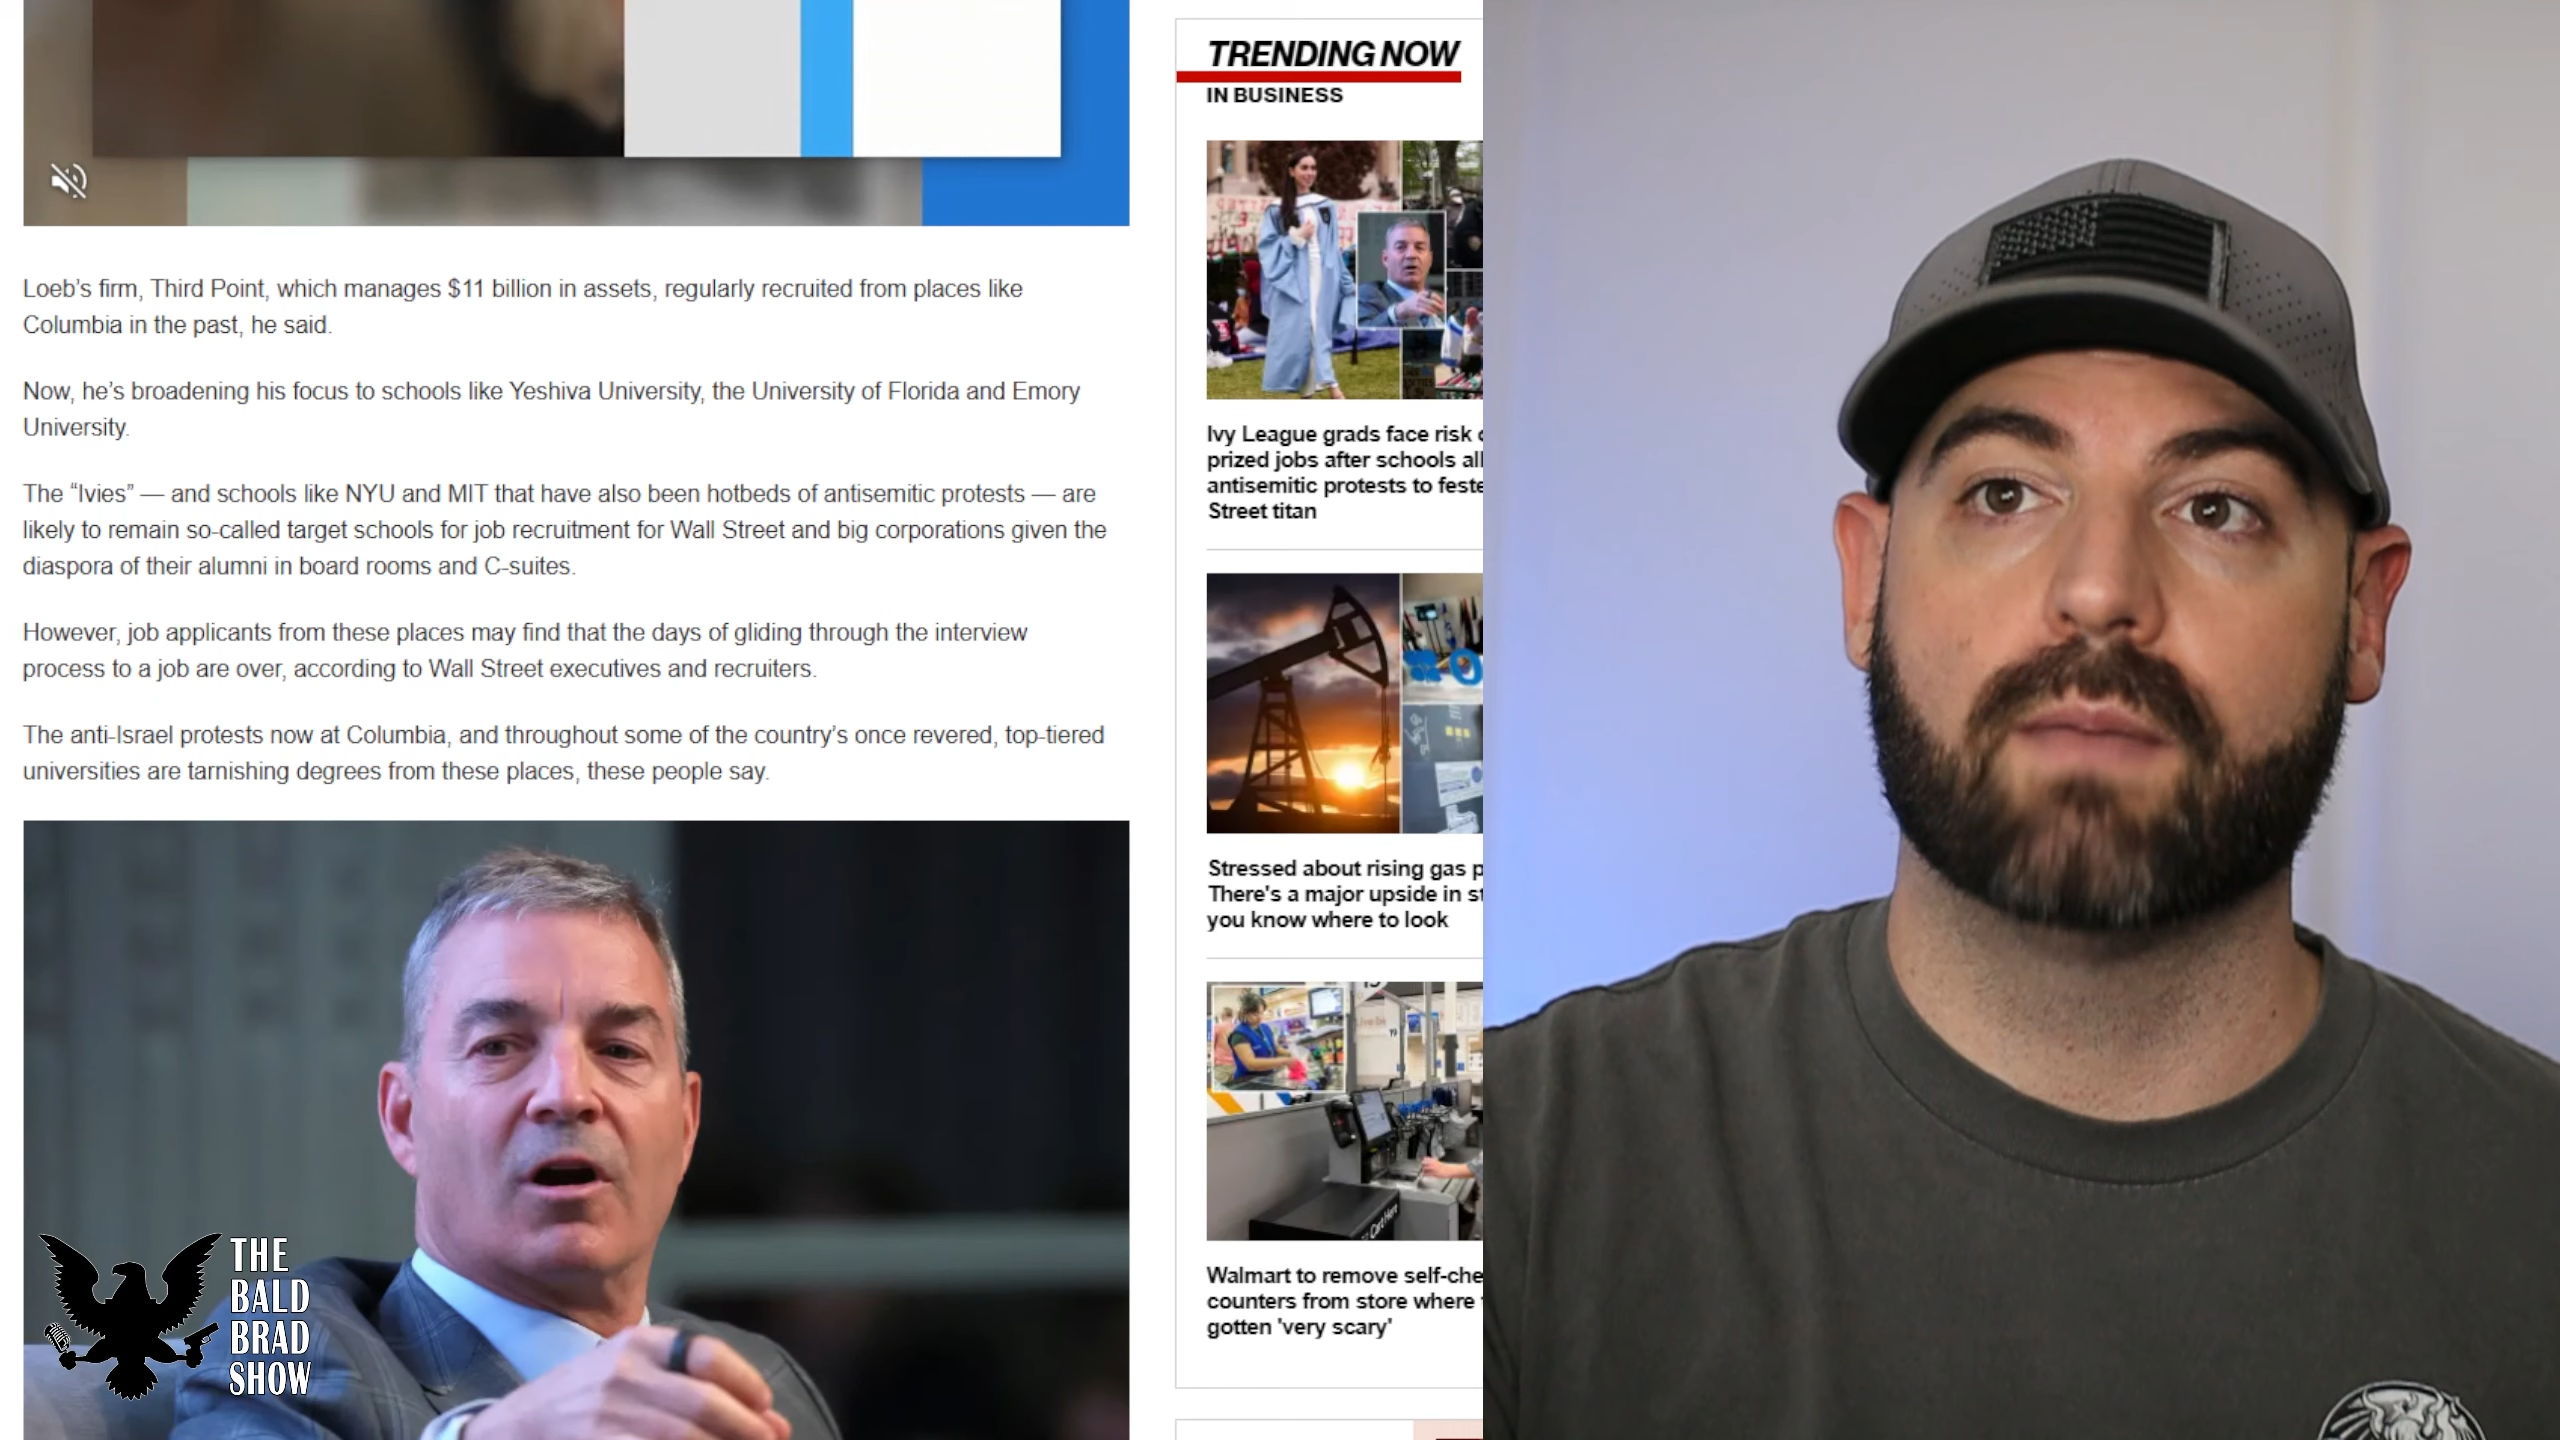 Loeb’s firm, Third Point, which manages $11 billion in assets, regularly recruited from places like
Columbia in the past, he said.
Now, he’s broadening his focus to schools like Yeshiva University, the University of Florida and Emory
University.
The “Ivies” — and schools like NYU and MIT that have also been hotbeds of antisemitic protests — are
likely to remain so-called target schools for job recruitment for Wall Street and big corporations given the
diaspora of their alumni in board rooms and C-suites.
However, job applicants from these places may find that the days of gliding through the interview
process to a job are over, according to Wall Street executives and recruiters.
The anti-Israel protests now at Columbia, and throughout some of the country’s once revered, top-tiered
universities are tarnishing degrees from these places, these people say.
THE
BALD
BRAD
SHOW
TRENDING NOW
IN BUSINESS
Ivy League grads face risk
prized jobs after schools
antisemitic protests to
Street titan
Stressed about rising gas
There's a major upside in
you know where to look
Walmart to remove
counters from store where
gotten 'very scary'